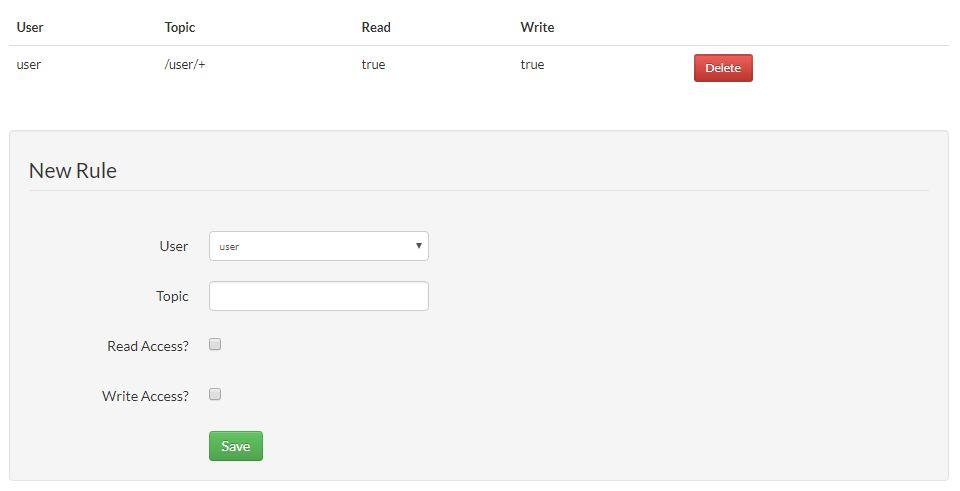 User Topic Read Write
user /user/+ true true Delete
New Rule
User user
Topic
Read Access?
Write Access?
Save